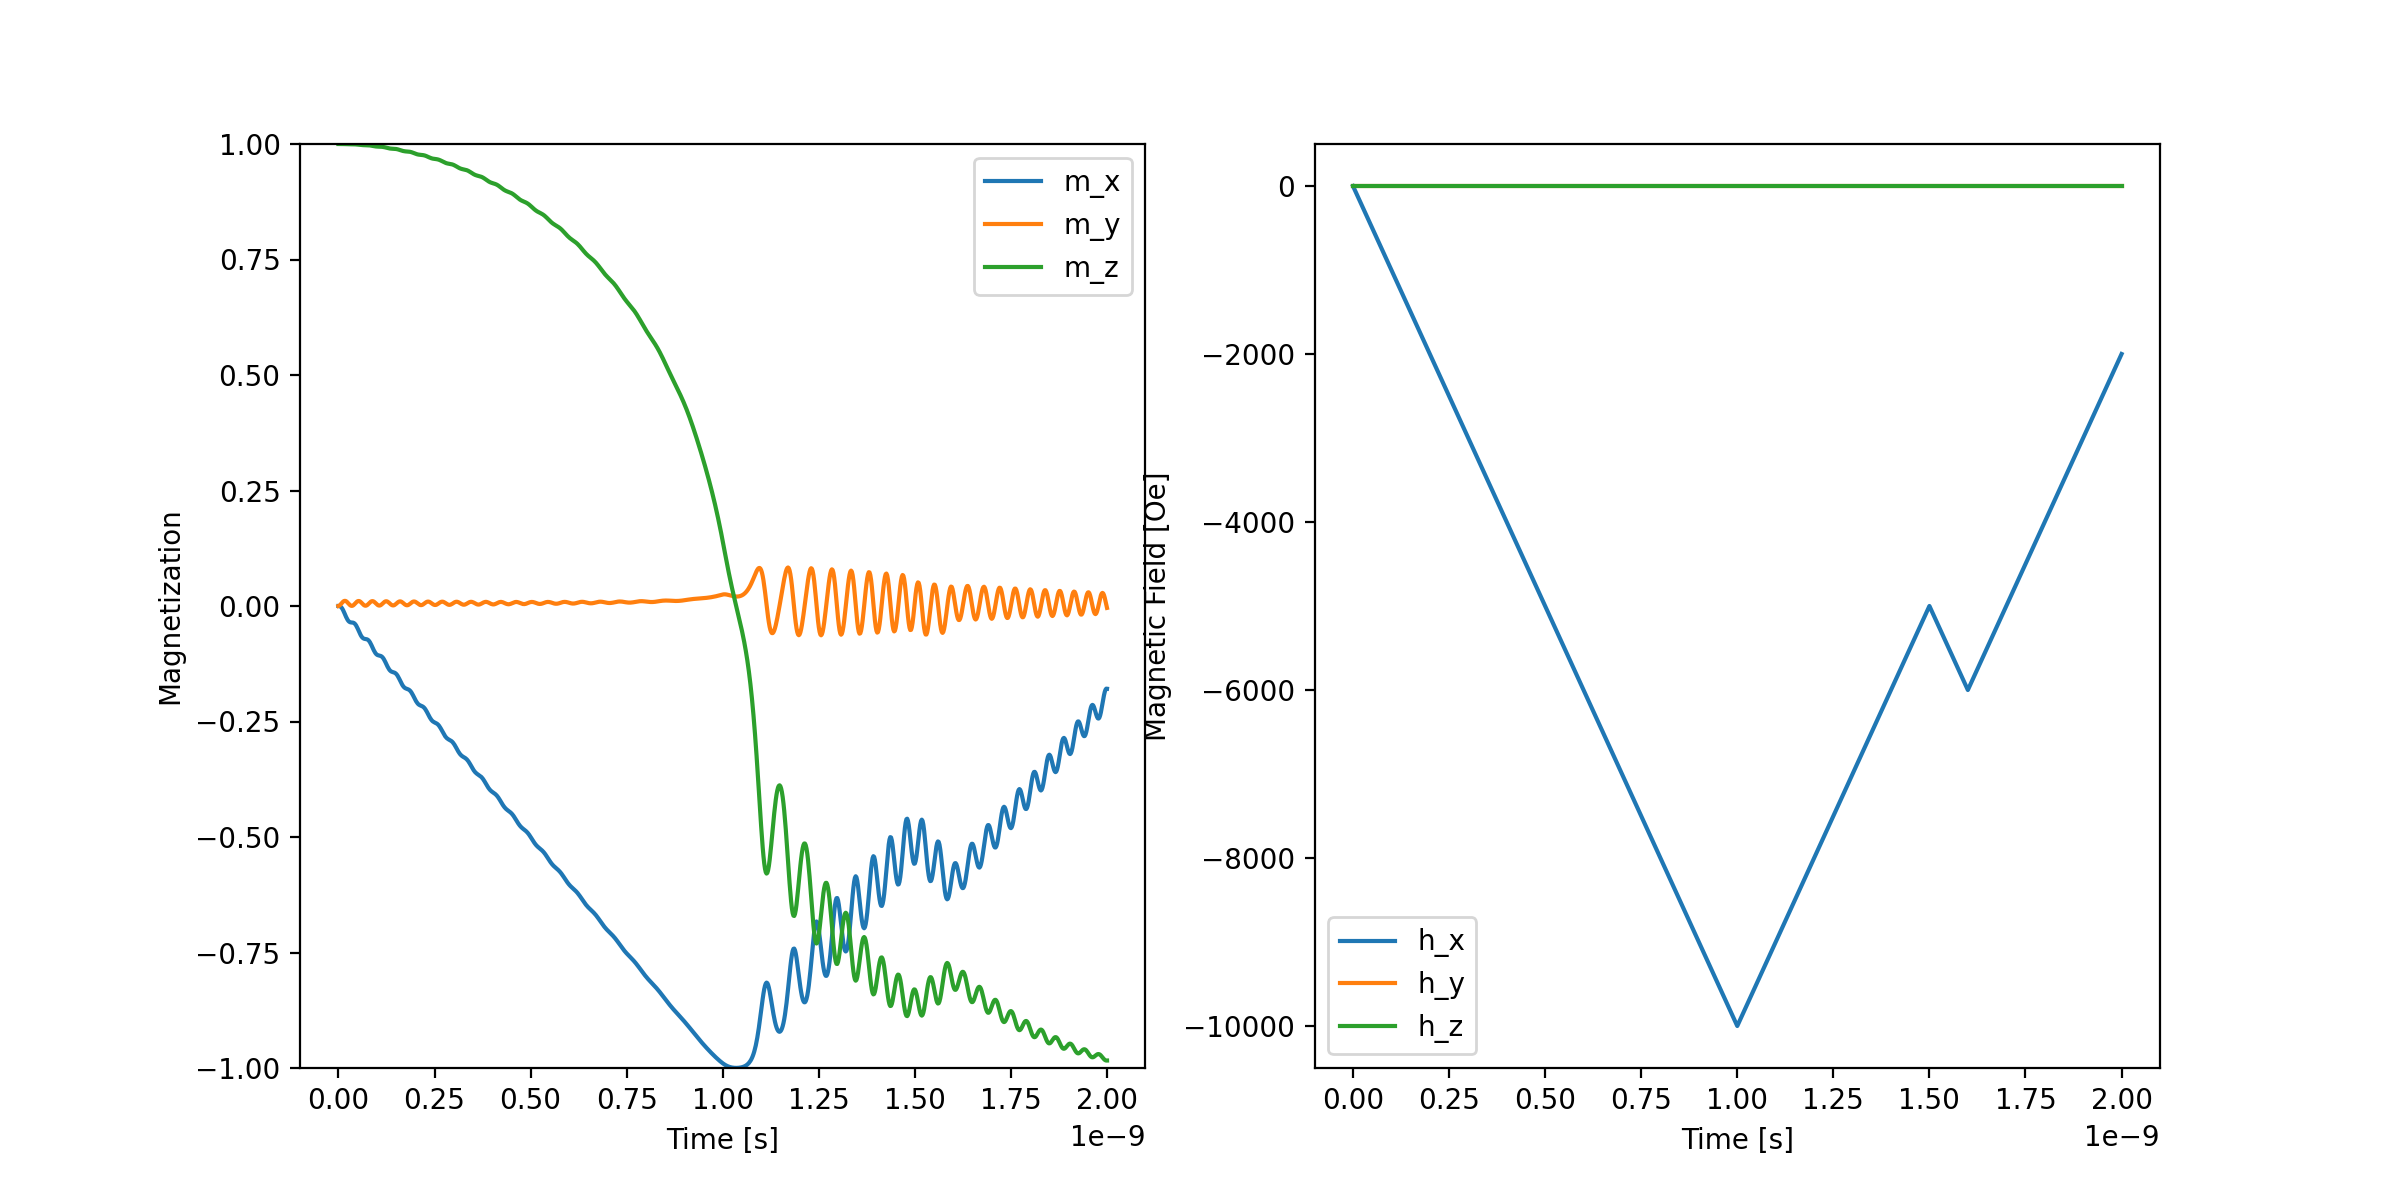 1.00
0.75
0.50
0.25
0.00
−0.25
−0.50
−0.75
−1.00
Magnetization
m_x
m_y
m_z
0.00 0.25 0.50 0.75 1.00 1.25 1.50 1.75 2.00
Time [s]
1e−9
0
−2000
−4000
−6000
−8000
−10000
Magnetic Field [Oe]
h_x
h_y
h_z
0.00 0.25 0.50 0.75 1.00 1.25 1.50 1.75 2.00
Time [s]
1e−9